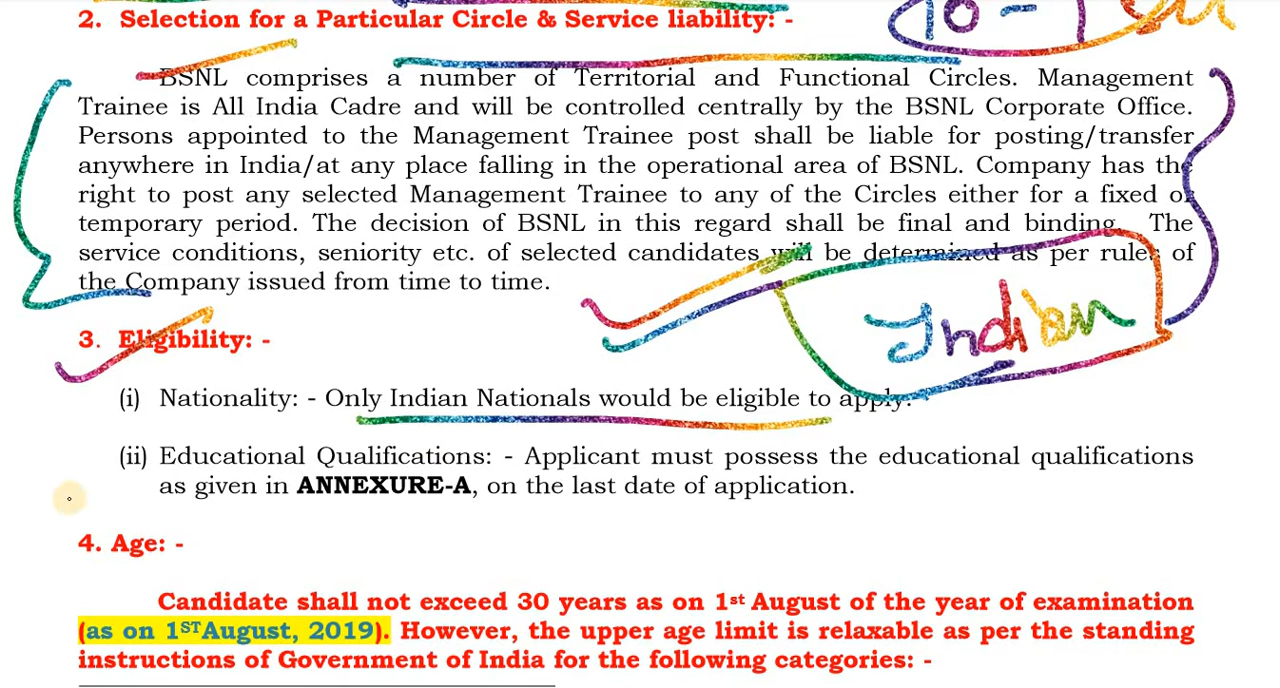 2. Selection for a Particular Circle & Service liability: -
BSNL comprises a number of Territorial and Functional Circles. Management
Trainee is All India Cadre and will be controlled centrally by the BSNL Corporate Office.
Persons appointed to the Management Trainee post shall be liable for posting/transfer
anywhere in India/at any place falling in the operational area of BSNL. Company has the
right to post any selected Management Trainee to any of the Circles either for a fixed or
temporary period. The decision of BSNL in this regard shall be final and binding. The
service conditions, seniority etc. of selected candidates will be determined as per rules of
the Company issued from time to time.
Indian
3. Eligibility: -
(i) Nationality: - Only Indian Nationals would be eligible to apply.
(ii) Educational Qualifications: - Applicant must possess the educational qualifications
as given in ANNEXURE-A, on the last date of application.
4. Age: -
Candidate shall not exceed 30 years as on 1st August of the year of examination
(as on 1ST August, 2019). However, the upper age limit is relaxable as per the standing
instructions of Government of India for the following categories: -